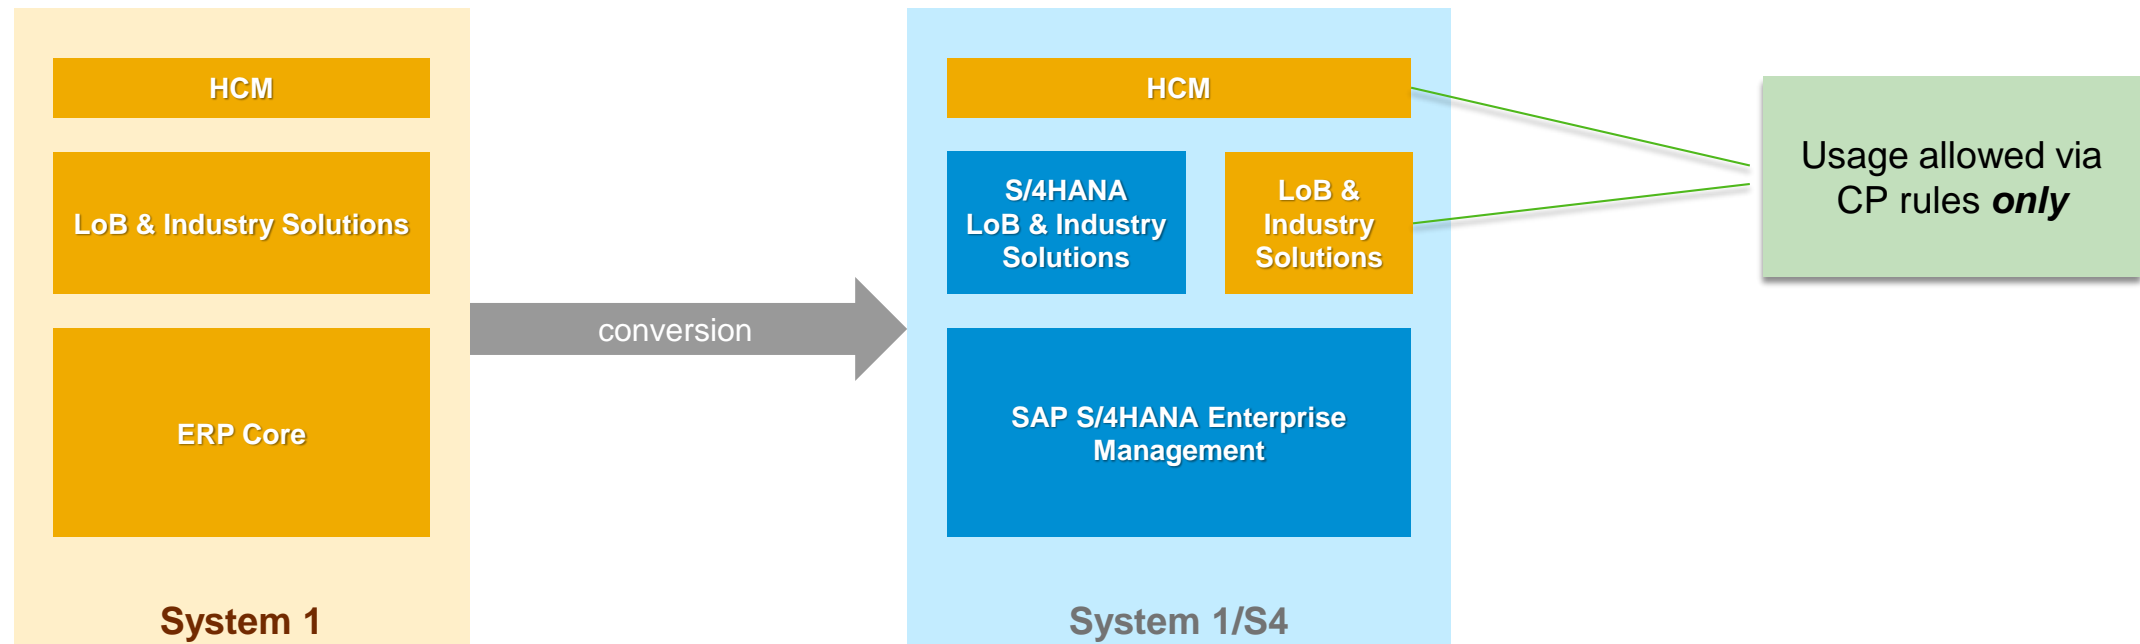 HCM
LoB & Industry Solutions
ERP Core
System 1
conversion
HCM
S/4HANA
LoB & Industry
Solutions
LoB &
Industry
Solutions
SAP S/4HANA Enterprise
Management
System 1/S4
Usage allowed via
CP rules only